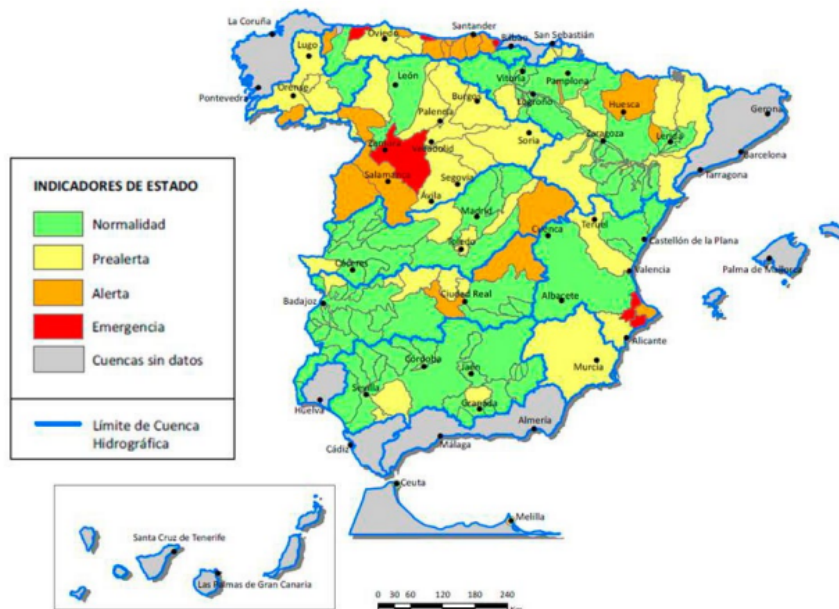 La Coruña
Santander
San Sebastián
Oviedo
Bilbao
Lugo
León
Vitoria
Pamplona
Pontevedra
Orense
Burgos
Logroño
Huesca
Gerona
Palencia
Lerida
Zaragoza
Zamora
Valladolid
Soria
Barcelona
Tarragona
INDICADORES DE ESTADO
Normalidad
Prealerta
Alerta
Emergencia
Cuencas sin datos
Límite de Cuenca
Hidrográfica
Salamanca
Segovia
Ávila
Madrid
Teruel
Cuenca
Castellón de la Plana
Toledo
Cáceres
Valencia
Palma de Mallorca
Badajoz
Ciudad Real
Albacete
Alicante
Murcia
Córdoba
Jaén
Sevilla
Huelva
Granada
Almería
Cádiz
Málaga
Ceuta
Melilla
Santa Cruz de Tenerife
Las Palmas de Gran Canaria
0 30 60 120 180 240
Km